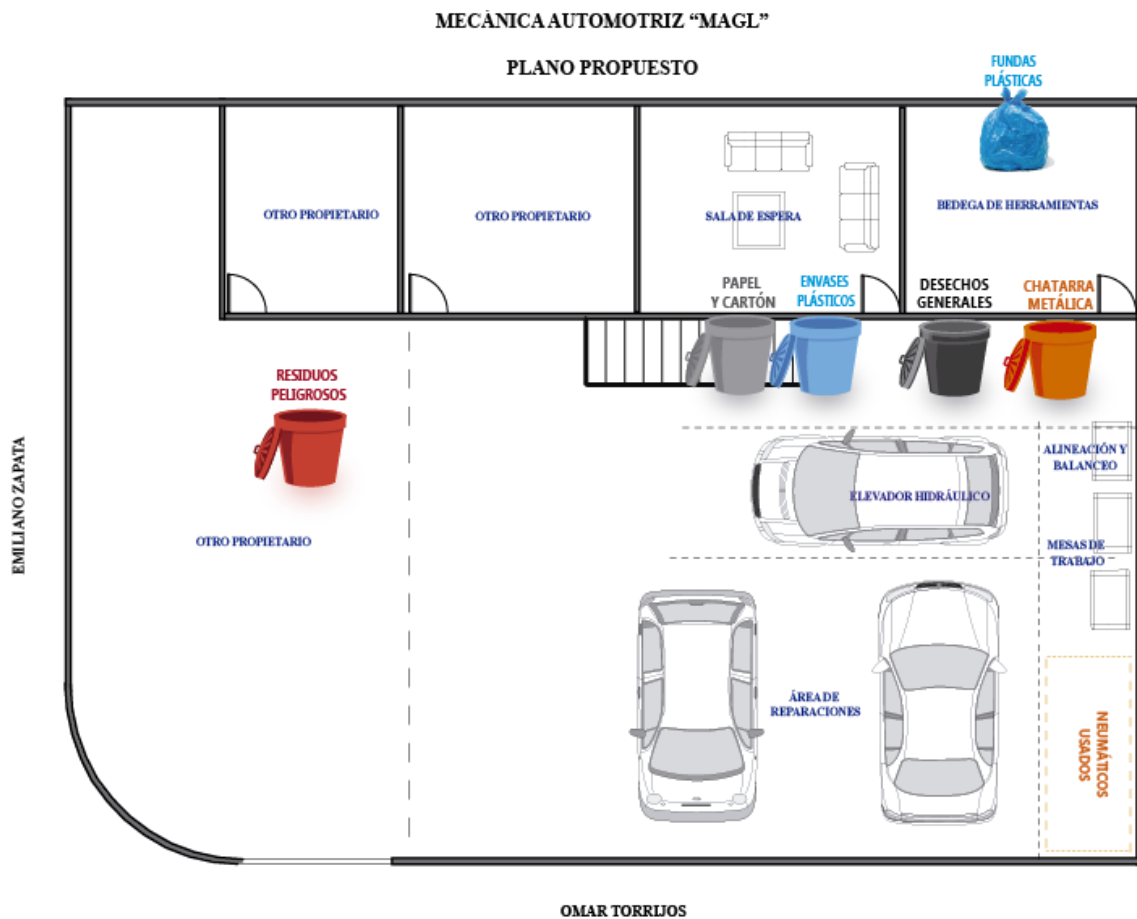 MECÁNICA AUTOMOTRIZ “MAGL”
PLANO PROPUESTO
FUNDAS
PLÁSTICAS
OTRO PROPIETARIO
OTRO PROPIETARIO
SALA DE ESPERA
BEDEGA DE HERRAMIENTAS
PAPEL
Y CARTÓN
ENVASES
PLÁSTICOS
DESECHOS
GENERALES
CHATARRA
METÁLICA
RESIDUOS
PELIGROSOS
ALINEACIÓN Y
BALANCEO
ELEVADOR HIDRÁULICO
EMILIANO ZAPATA
OTRO PROPIETARIO
MESAS DE
TRABAJO
ÁREA DE
REPARACIONES
NEUMÁTICOS
USADOS
OMAR TORRIJOS